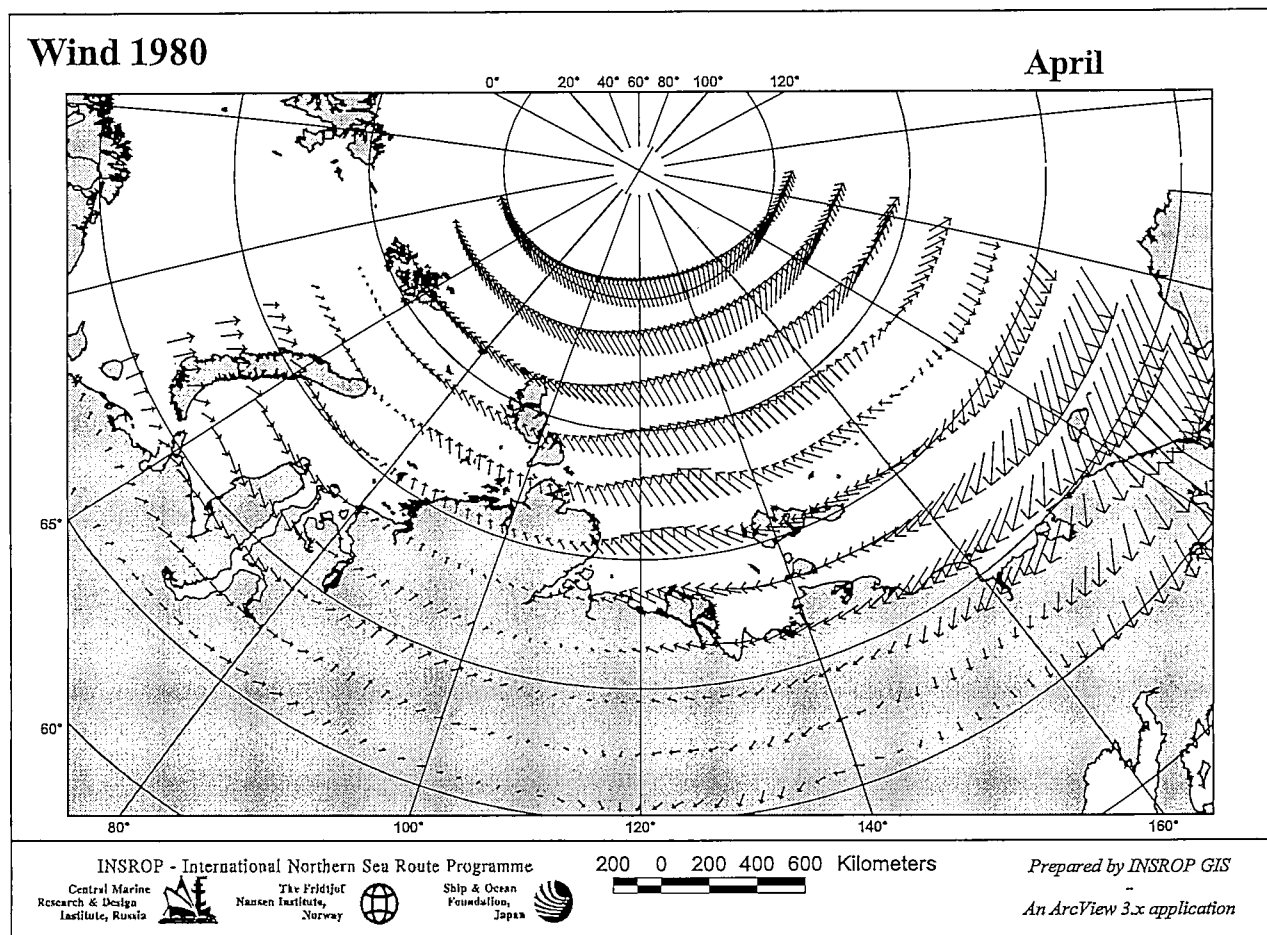 Wind 1980
April
0° 20° 40° 60° 80° 100° 120°
65°
60°
80° 100° 120° 140° 160°
INSROP - International Northern Sea Route Programme
Central Marine
Research & Design
Institute, Russia
The Fridtjof
Nansen Institute,
Norway
Ship & Ocean
Foundation,
Japan
200 0 200 400 600 Kilometers
Prepared by INSROP GIS
-
An ArcView 3.x application